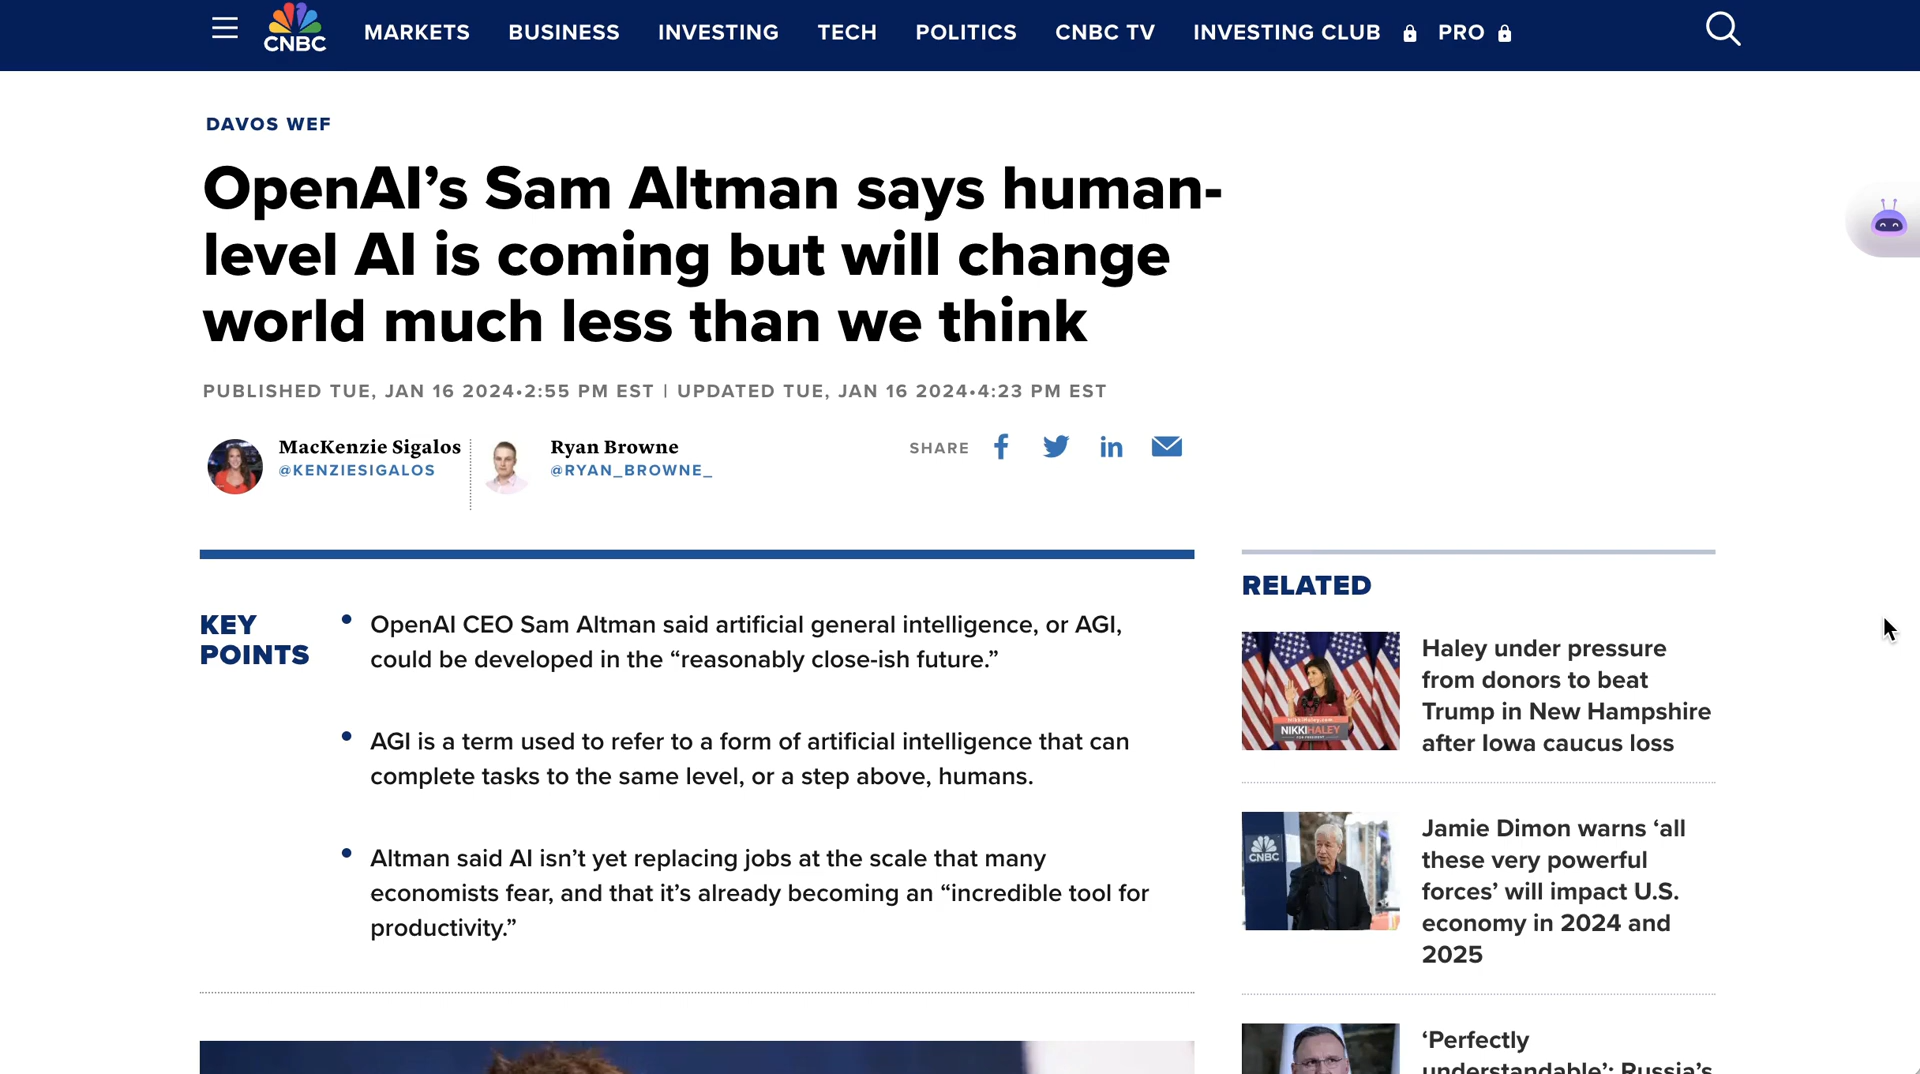 CNBC
MARKETS BUSINESS INVESTING TECH POLITICS CNBC TV INVESTING CLUB PRO
DAVOS WEF
OpenAI’s Sam Altman says human-
level AI is coming but will change
world much less than we think
PUBLISHED TUE, JAN 16 2024•2:55 PM EST | UPDATED TUE, JAN 16 2024•4:23 PM EST
MacKenzie Sigalos
@KENZIESIGALOS
Ryan Browne
@RYAN_BROWNE_
SHARE
KEY
POINTS
OpenAI CEO Sam Altman said artificial general intelligence, or AGI,
could be developed in the “reasonably close-ish future.”
AGI is a term used to refer to a form of artificial intelligence that can
complete tasks to the same level, or a step above, humans.
Altman said AI isn’t yet replacing jobs at the scale that many
economists fear, and that it’s already becoming an “incredible tool for
productivity.”
RELATED
NikkiHaley.com
NIKKI HALEY
Haley under pressure
from donors to beat
Trump in New Hampshire
after Iowa caucus loss
CNBC
Jamie Dimon warns ‘all
these very powerful
forces’ will impact U.S.
economy in 2024 and
2025
‘Perfectly
understandable’: Russia’s